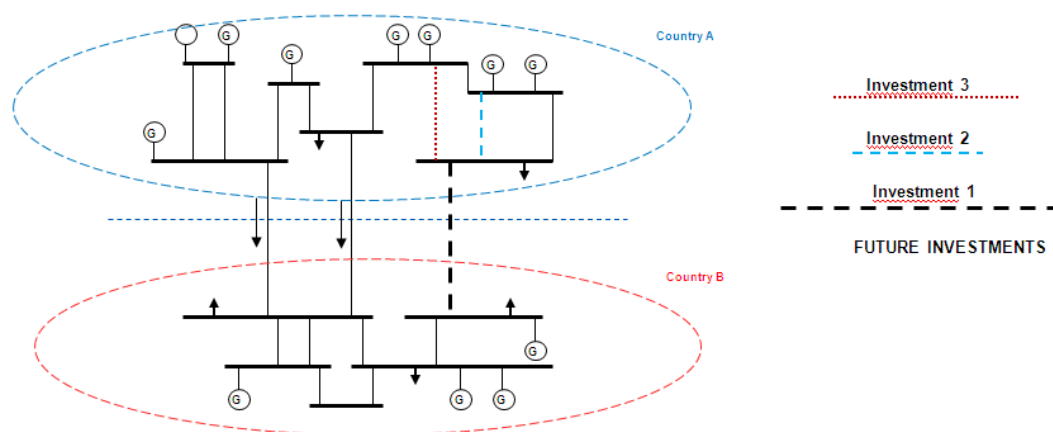 G
Country A
G
G
G
G
G
G
G
Investment 3
Investment 2
Investment 1
FUTURE INVESTMENTS
Country B
G
G
G
G